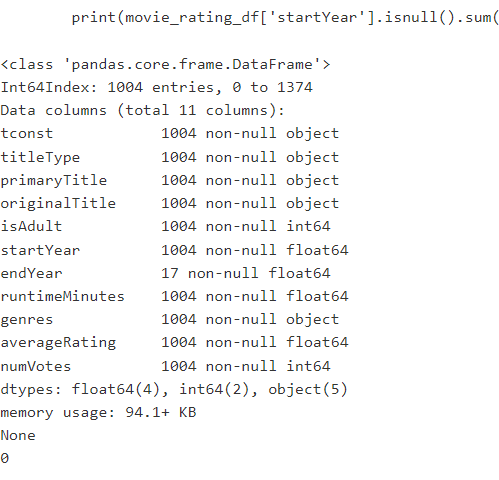 print(movie_rating_df['startYear'].isnull().sum(
<class 'pandas.core.frame.DataFrame'>
Int64Index: 1004 entries, 0 to 1374
Data columns (total 11 columns):
tconst            1004 non-null object
titleType         1004 non-null object
primaryTitle      1004 non-null object
originalTitle     1004 non-null object
isAdult           1004 non-null int64
startYear         1004 non-null float64
endYear           17 non-null float64
runtimeMinutes    1004 non-null float64
genres            1004 non-null object
averageRating     1004 non-null float64
numVotes          1004 non-null int64
dtypes: float64(4), int64(2), object(5)
memory usage: 94.1+ KB
None
0